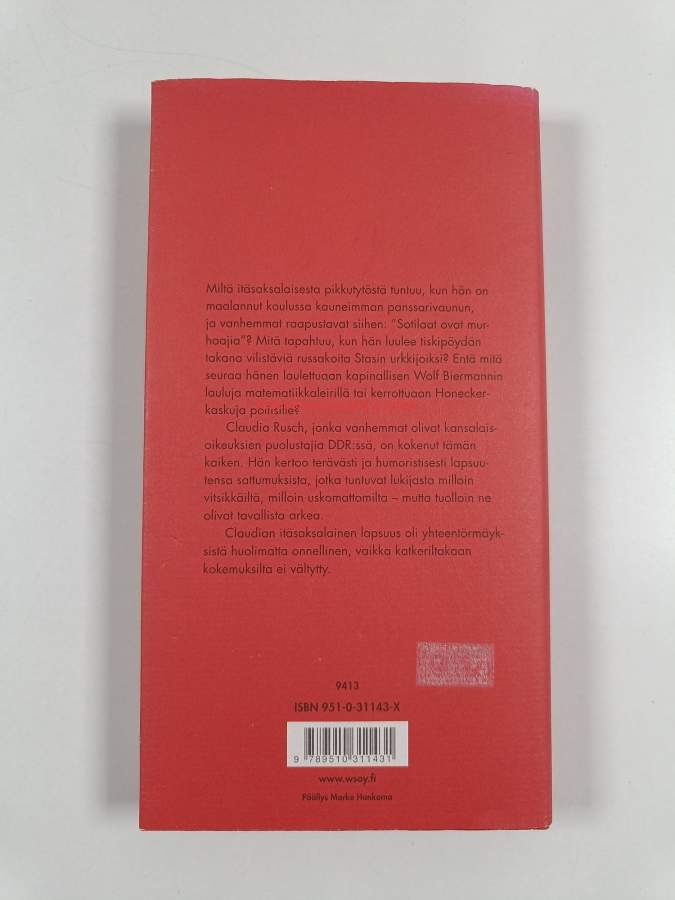 Miltä itäsaksalaisesta pikkutytöstä tuntuu, kun hän on
maalannut koulussa kauneimman panssarivaunun,
ja vanhemmat raapustavat siihen: ”Sotilaat ovat mur-
haajia”? Mitä tapahtuu, kun hän luulee tiskipöydän
takana vilistäviä russakoita Stasin urkkijoiksi? Entä mitä
seuraa hänen laulettuaan kapinallisen Wolf Biermannin
lauluja matematiikkaleirillä tai kerrottuaan Honecker-
kaskuja poliisille?
Claudia Rusch, jonka vanhemmat olivat kansalais-
oikeuksien puolustajia DDR:ssä, on kokenut tämän
kaiken. Hän kertoo terävästi ja humoristisesti lapsuu-
tensa sattumuksista, jotka tuntuvat lukijasta milloin
vitsikkäiltä, milloin uskomattomilta – mutta tuolloin ne
olivat tavallista arkea.
Claudian itäsaksalainen lapsuus oli yhteentörmäyk-
sistä huolimatta onnellinen, vaikka katkeriltakaan
kokemuksilta ei vältytty.
9413
ISBN 951-0-31143-X
9 789510 311431
www.wsoy.fi
Päällys Marko Hunkoma